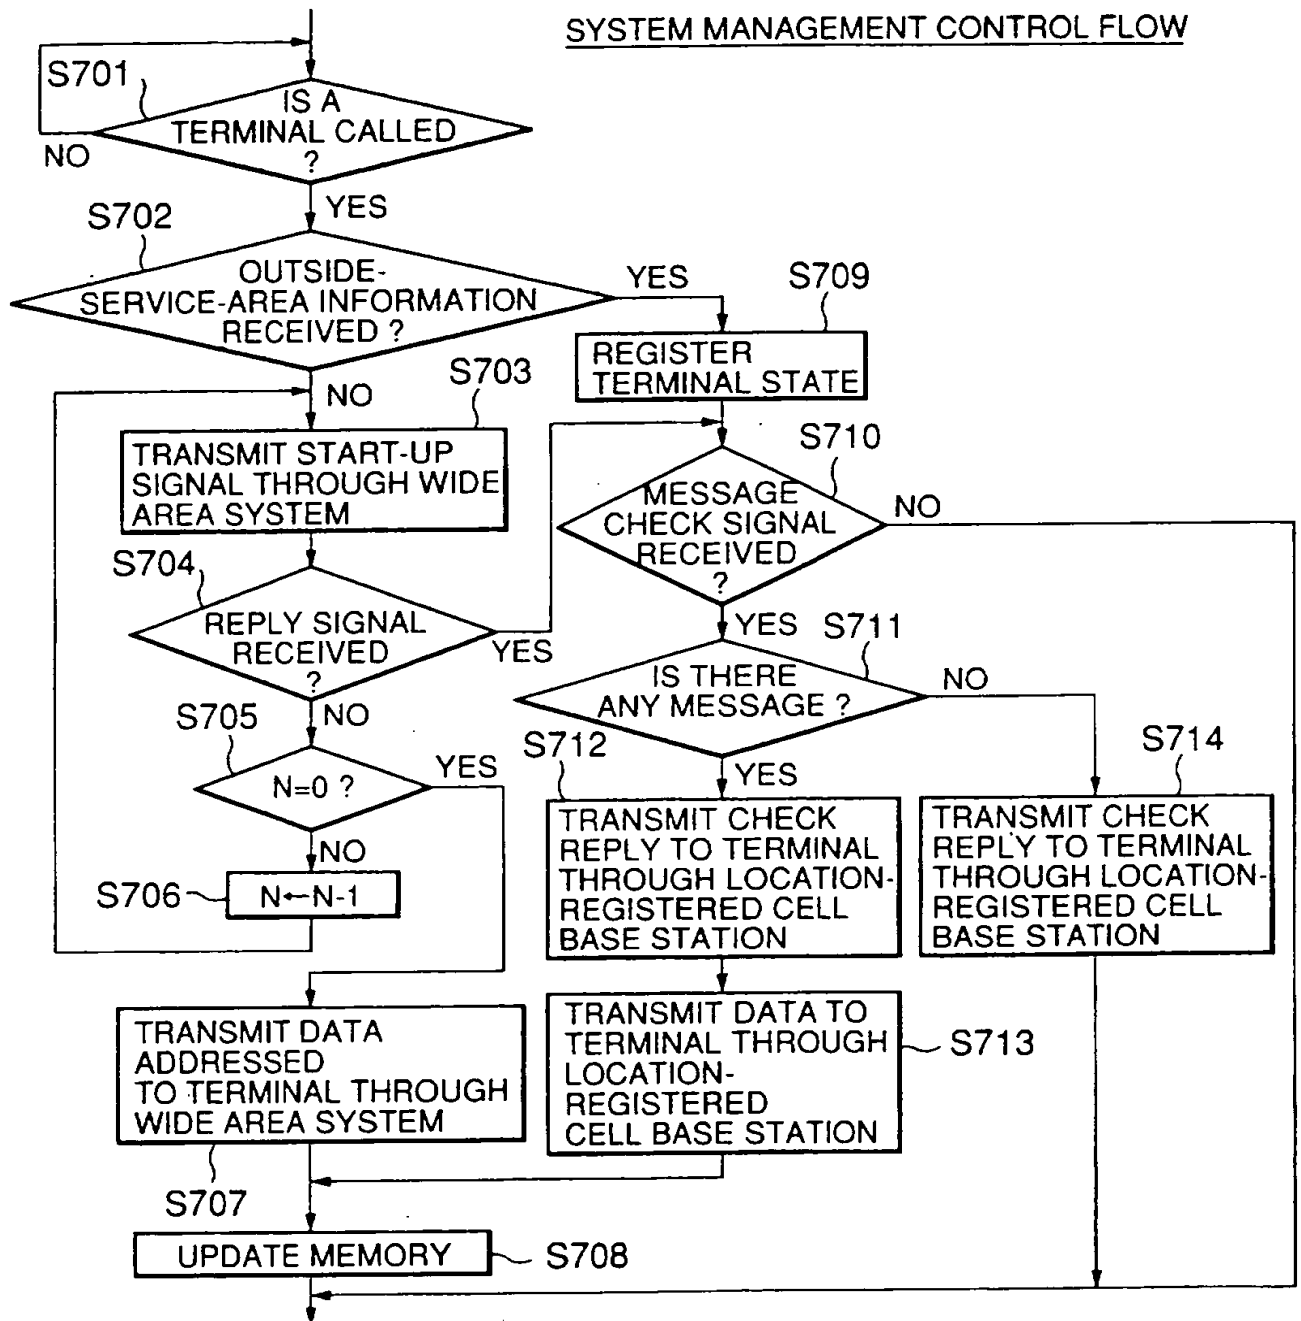 SYSTEM MANAGEMENT CONTROL FLOW
S701
IS A
TERMINAL CALLED
?
NO
YES
S702
OUTSIDE-
SERVICE-AREA INFORMATION
RECEIVED ?
YES
NO
S709
REGISTER
TERMINAL STATE
S703
TRANSMIT START-UP
SIGNAL THROUGH WIDE
AREA SYSTEM
S710
MESSAGE
CHECK SIGNAL
RECEIVED
?
NO
YES
S704
REPLY SIGNAL
RECEIVED
?
YES
NO
S711
IS THERE
ANY MESSAGE ?
NO
YES
S705
N=0 ?
YES
NO
S706
N←N-1
S712
TRANSMIT CHECK
REPLY TO TERMINAL
THROUGH LOCATION-
REGISTERED CELL
BASE STATION
S714
TRANSMIT CHECK
REPLY TO TERMINAL
THROUGH LOCATION-
REGISTERED CELL
BASE STATION
TRANSMIT DATA
ADDRESSED
TO TERMINAL THROUGH
WIDE AREA SYSTEM
S707
TRANSMIT DATA TO
TERMINAL THROUGH
LOCATION-
REGISTERED
CELL BASE STATION
S713
UPDATE MEMORY
S708